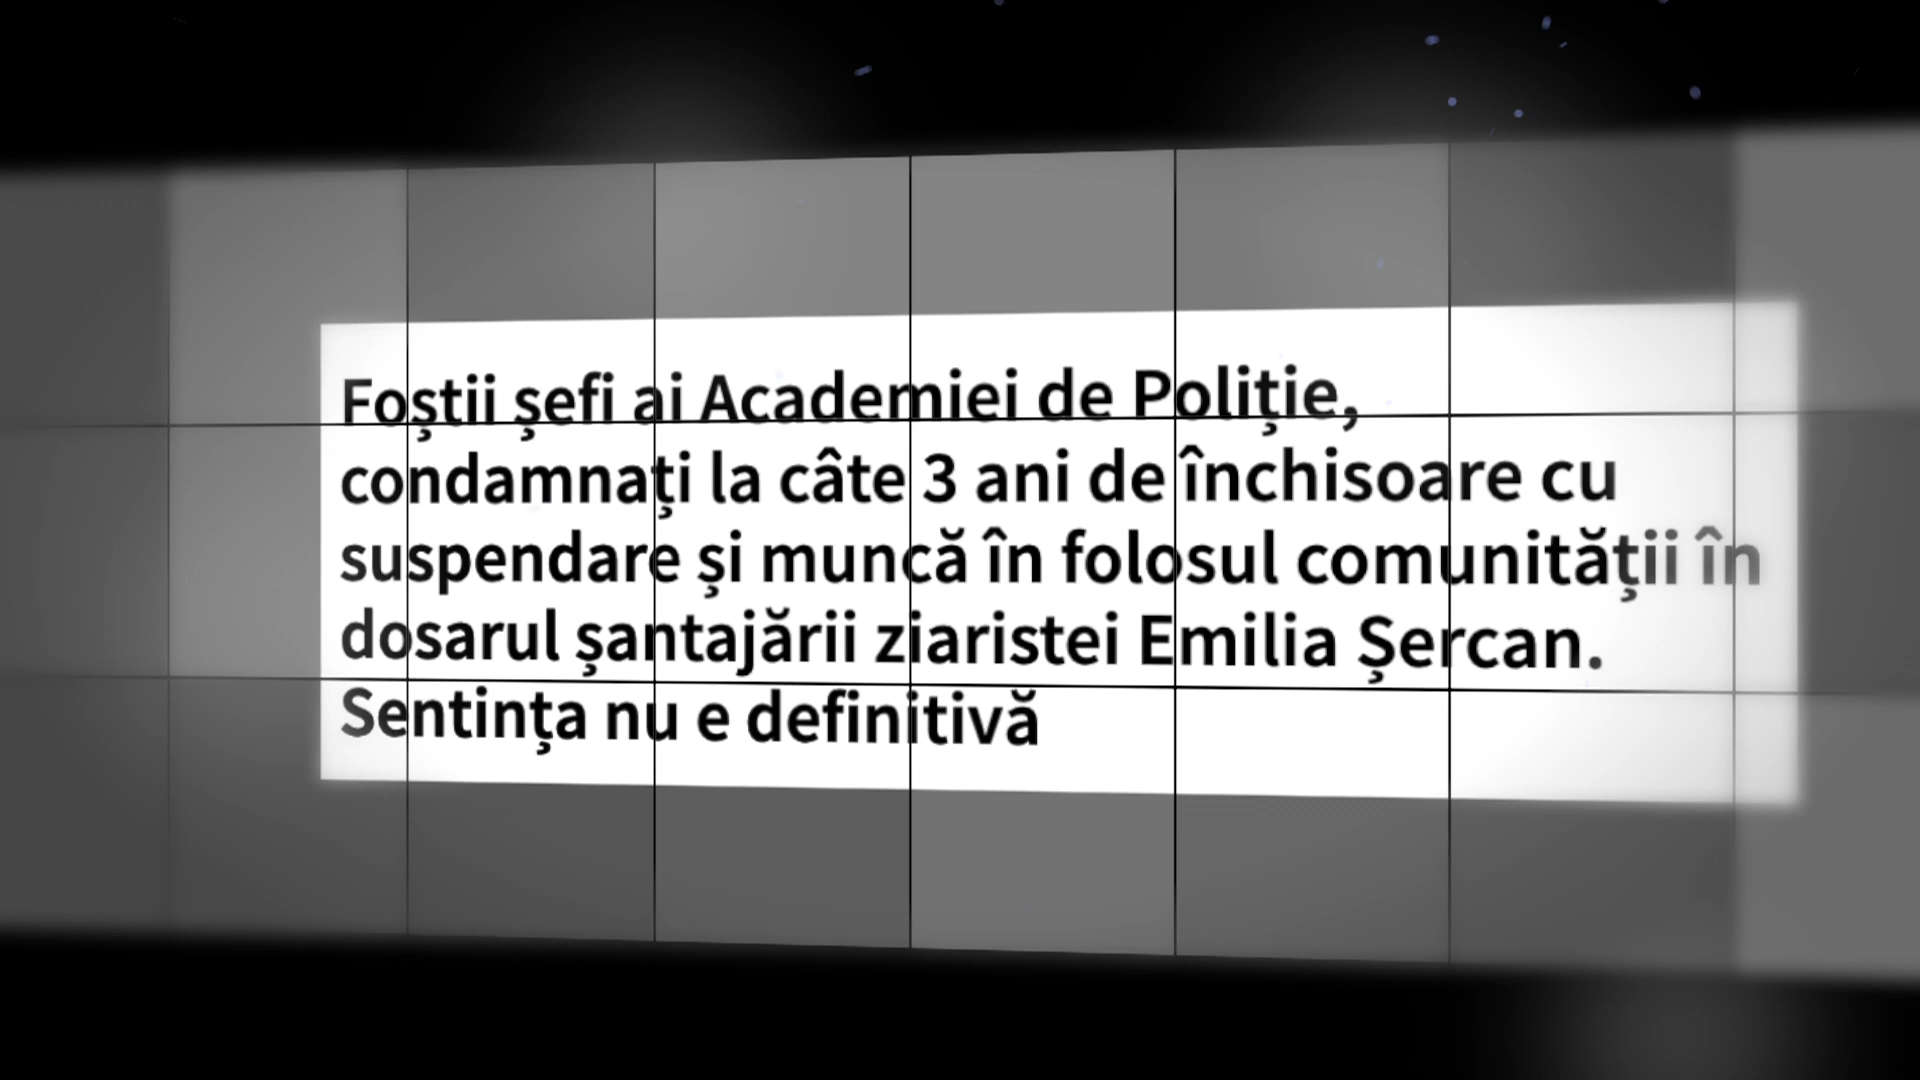 Foștii șefi ai Academiei de Poliție,
condamnați la câte 3 ani de închisoare cu
suspendare și muncă în folosul comunității în
dosarul șantajării ziaristei Emilia Șercan.
Sentința nu e definitivă